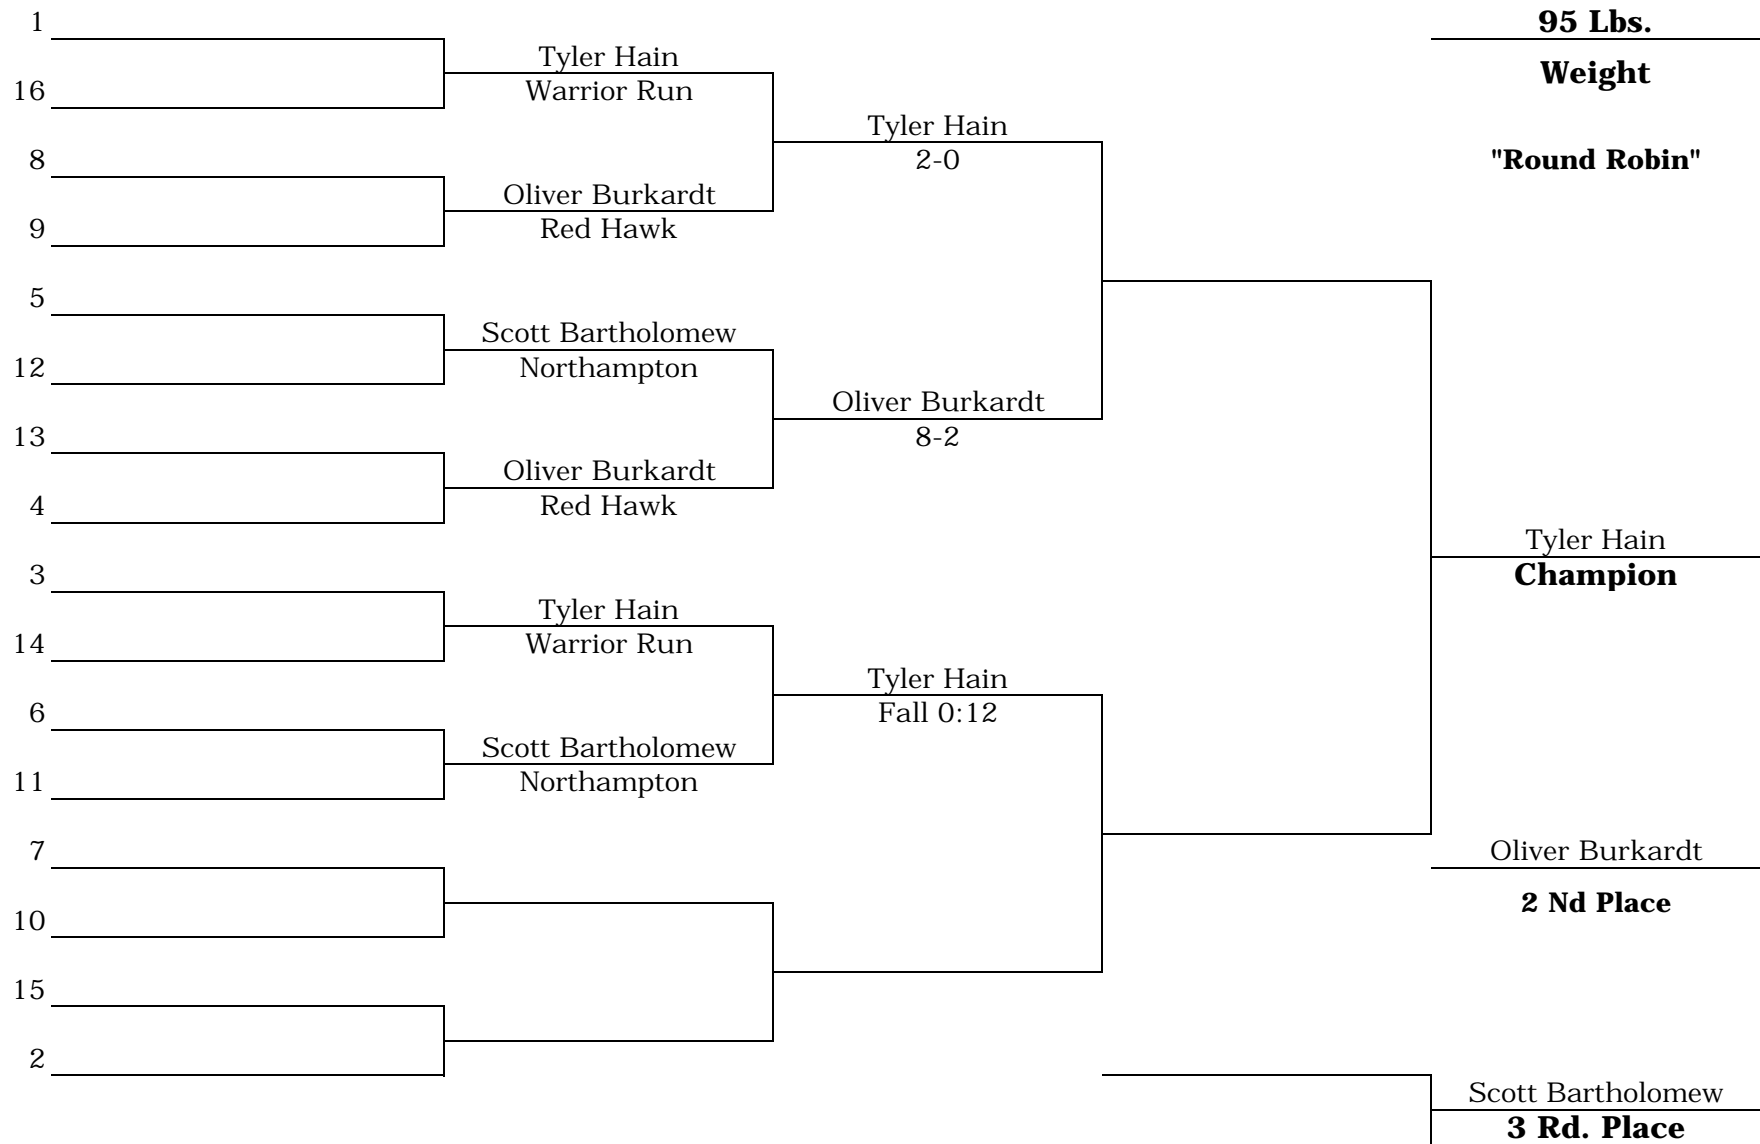 1
95 Lbs.
Tyler Hain
Weight
16
Warrior Run
Tyler Hain
8
2-0
"Round Robin"
Oliver Burkardt
9
Red Hawk
5
Scott Bartholomew
12
Northampton
Oliver Burkardt
13
8-2
Oliver Burkardt
4
Red Hawk
Tyler Hain
3
Champion
Tyler Hain
14
Warrior Run
Tyler Hain
6
Fall 0:12
Scott Bartholomew
11
Northampton
7
Oliver Burkardt
10
2 Nd Place
15
2
Scott Bartholomew
3 Rd. Place